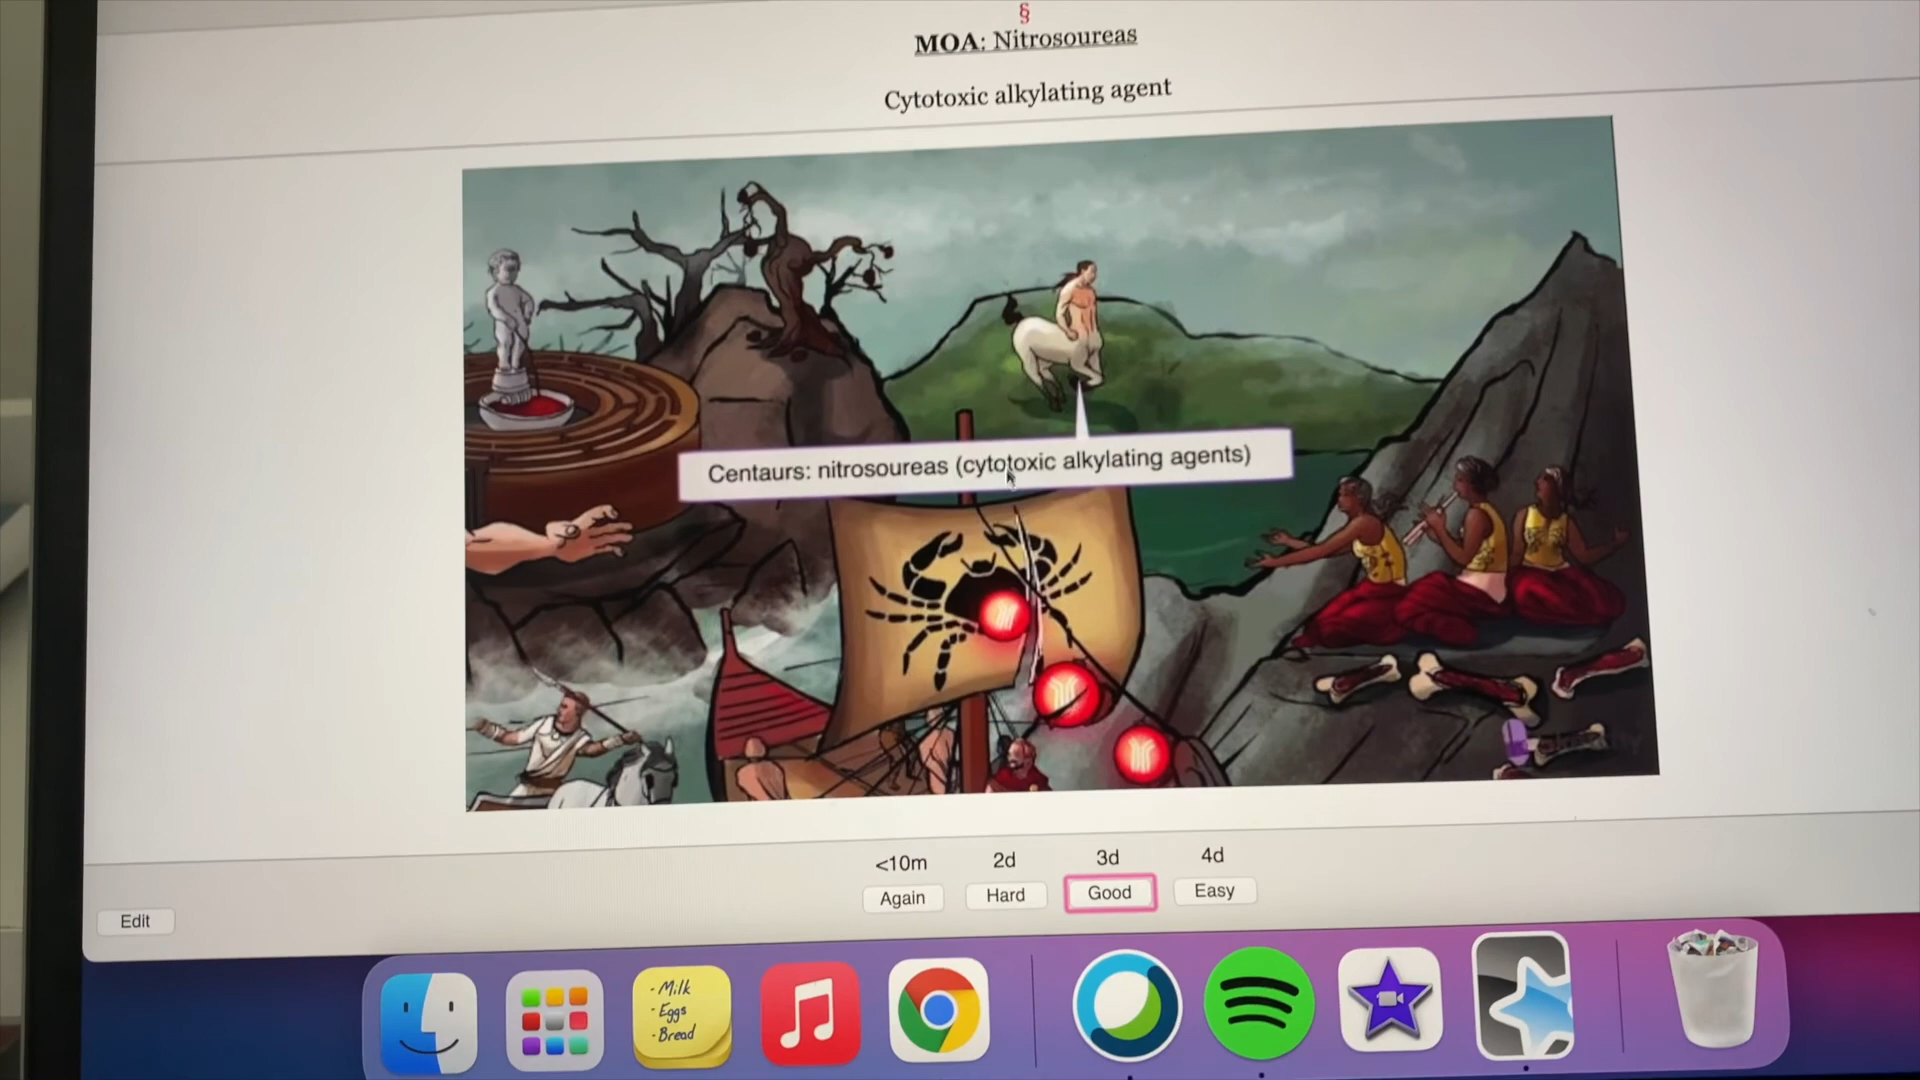 §
MOA: Nitrosoureas
Cytotoxic alkylating agent
Centaurs: nitrosoureas (cytotoxic alkylating agents)
<10m 2d 3d 4d
Again Hard Good Easy
Edit
- Milk
- Eggs
- Bread